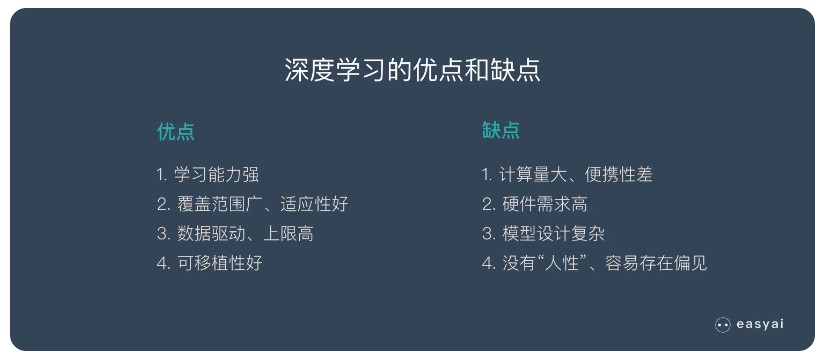 深度学习的优点和缺点
优点
1. 学习能力强
2. 覆盖范围广、适应性好
3. 数据驱动、上限高
4. 可移植性好
缺点
1. 计算量大、便携性差
2. 硬件需求高
3. 模型设计复杂
4. 没有“人性”、容易存在偏见
easyai